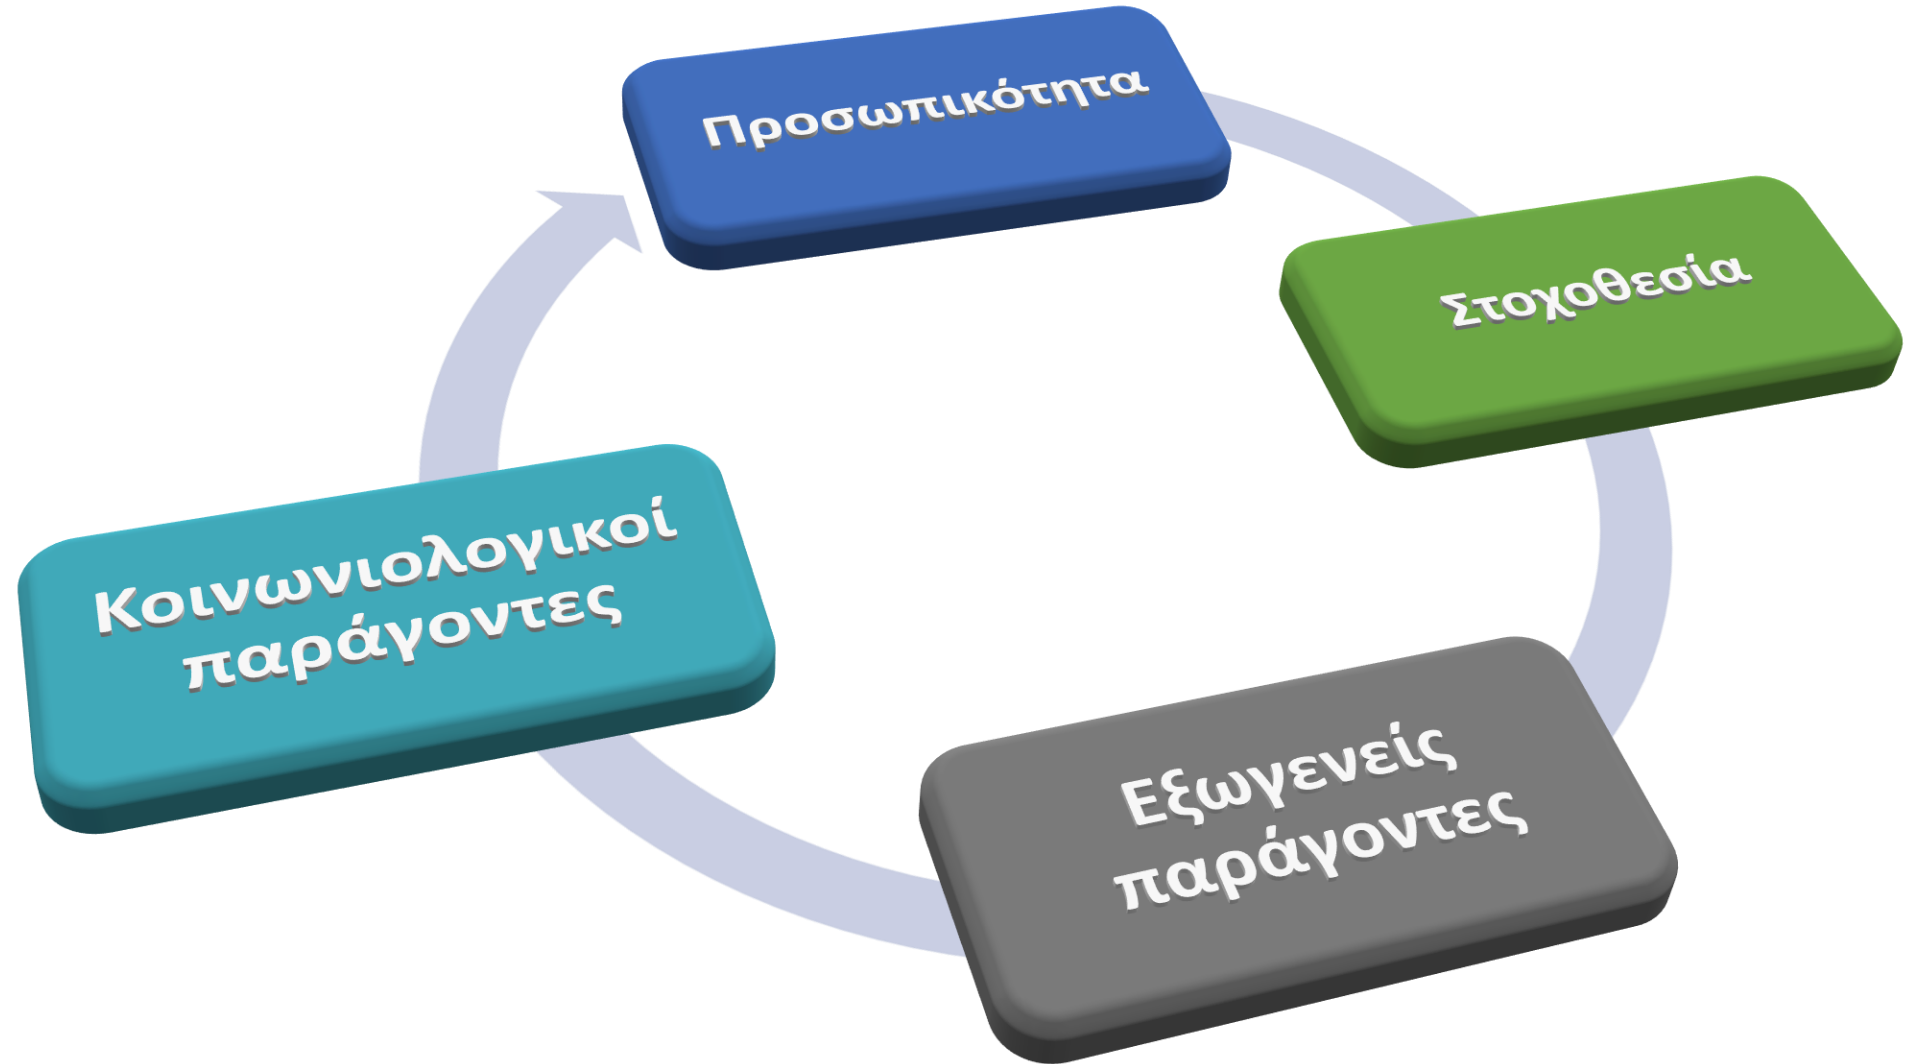 Προσωπικότητα
Στοχοθεσία
Εξωγενείς
παράγοντες
Κοινωνιολογικοί
παράγοντες